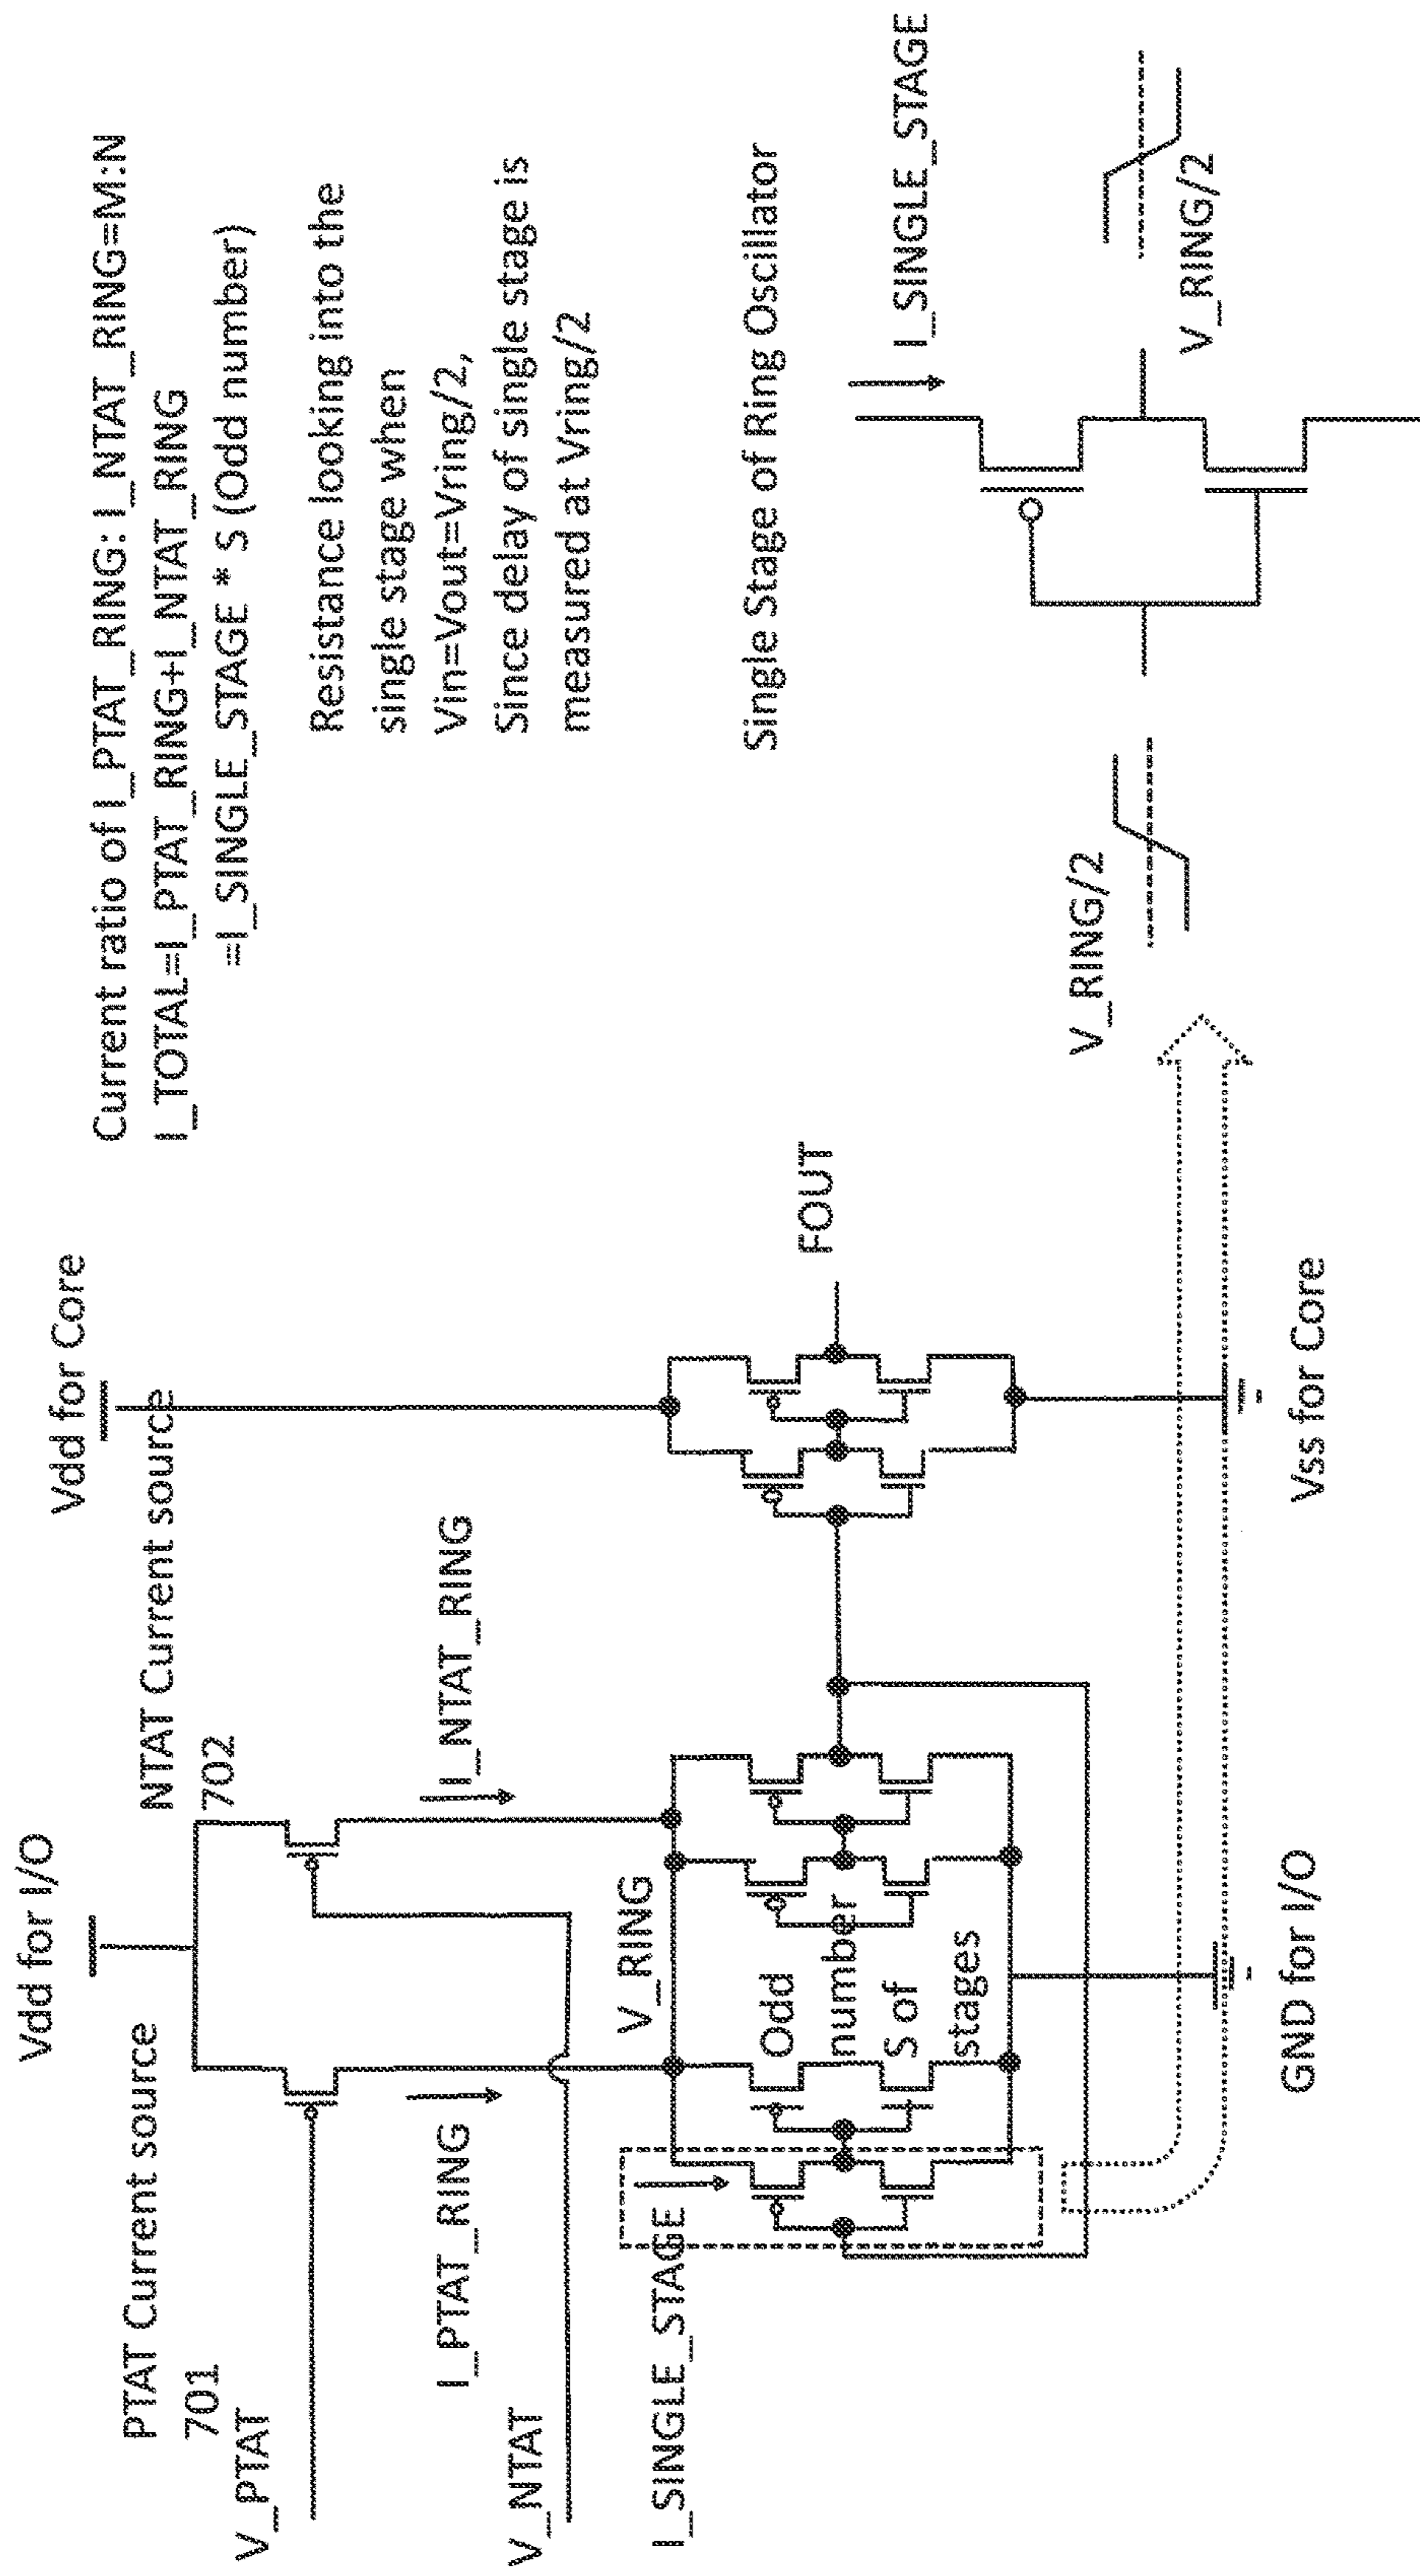 Vdd for I/O
Vdd for Core
PTAT Current source
701
NTAT Current source
702
V_PTAT
I_PTAT_RING
I_NTAT_RING
V_NTAT
V_RING
I_SINGLE_STAGE
Odd
number
S of
stages
FOUT
GND for I/O
Vss for Core
Current ratio of I_PTAT_RING: I_NTAT_RING=M:N
I_TOTAL=I_PTAT_RING+I_NTAT_RING
=I_SINGLE_STAGE * S (Odd number)
Resistance looking into the
single stage when
Vin=Vout=Vring/2,
Since delay of single stage is
measured at Vring/2
Single Stage of Ring Oscillator
I_SINGLE_STAGE
V_RING/2
V_RING/2